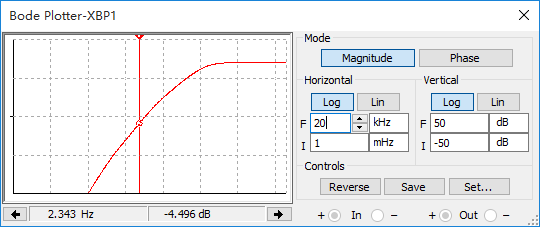 Bode Plotter-XBP1
Mode
Magnitude Phase
Horizontal Vertical
Log Lin Log Lin
F 20 kHz F 50 dB
I 1 mHz I -50 dB
Controls
Reverse Save Set...
2.343 Hz -4.496 dB + In − + Out −